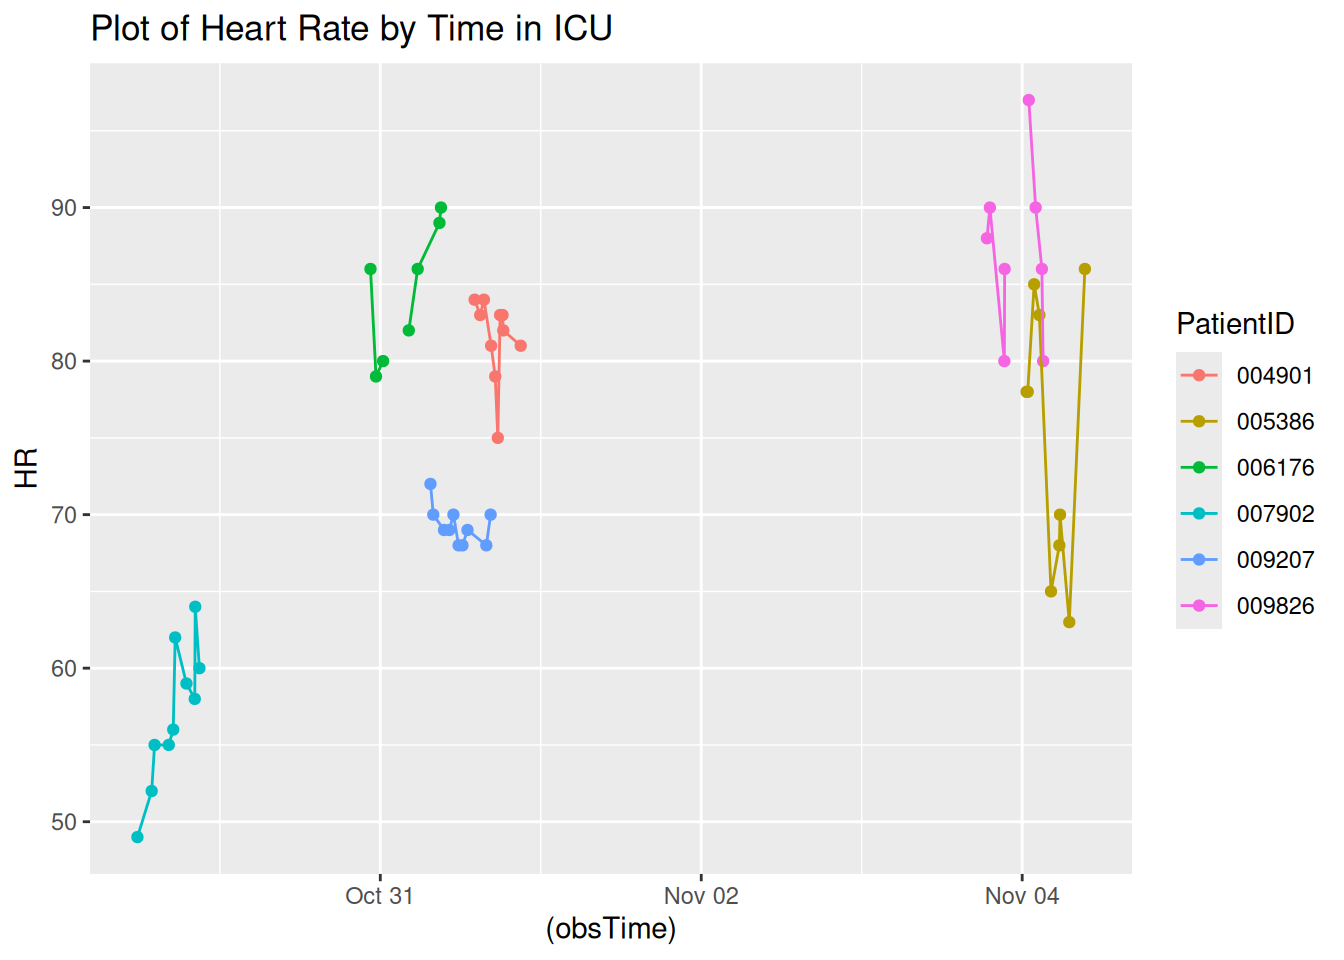 Plot of Heart Rate by Time in ICU
HR
90
80
70
60
50
Oct 31
Nov 02
Nov 04
(obsTime)
PatientID
004901
005386
006176
007902
009207
009826